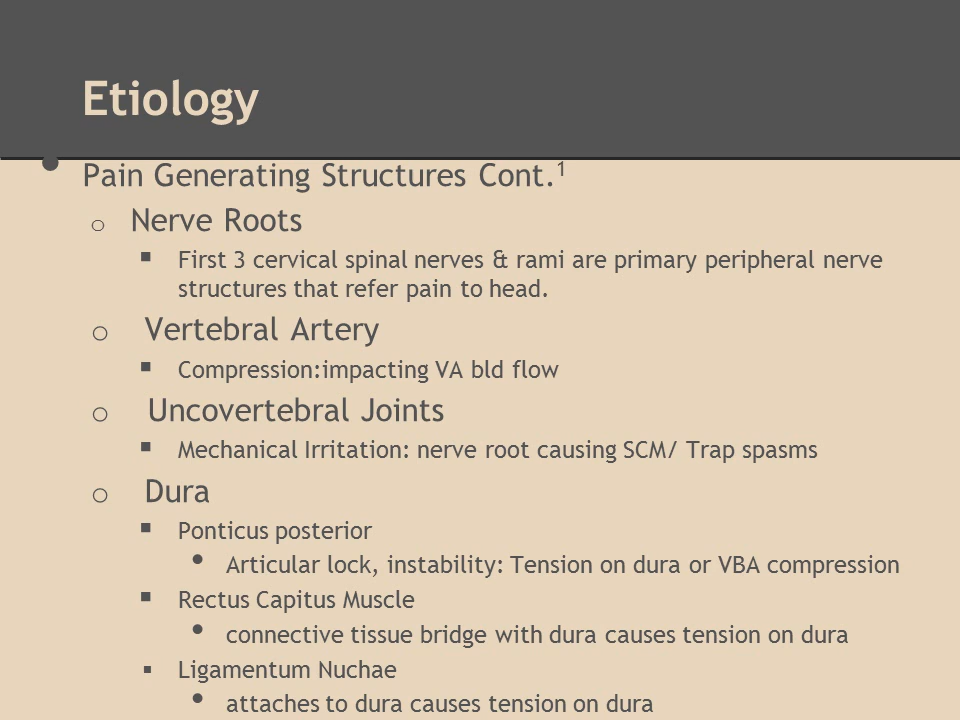 Etiology
• Pain Generating Structures Cont.1
o Nerve Roots
▪ First 3 cervical spinal nerves & rami are primary peripheral nerve
structures that refer pain to head.
o Vertebral Artery
▪ Compression:impacting VA bld flow
o Uncovertebral Joints
▪ Mechanical Irritation: nerve root causing SCM/ Trap spasms
o Dura
▪ Ponticus posterior
• Articular lock, instability: Tension on dura or VBA compression
▪ Rectus Capitus Muscle
• connective tissue bridge with dura causes tension on dura
▪ Ligamentum Nuchae
• attaches to dura causes tension on dura